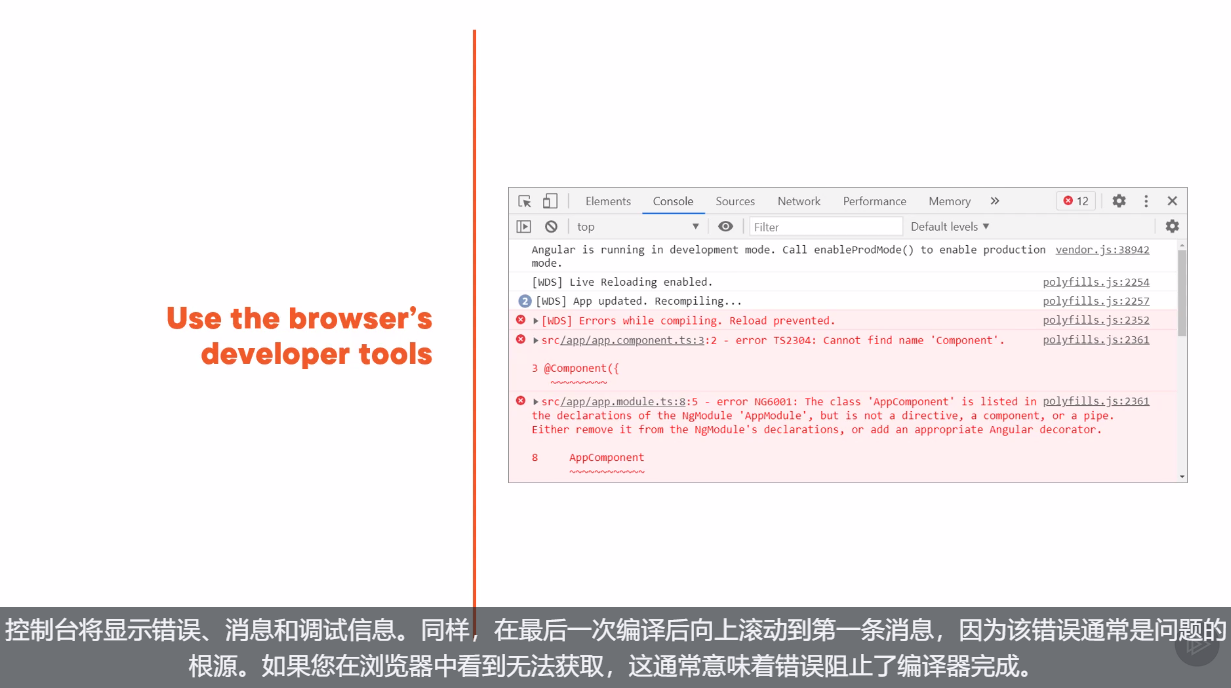 Use the browser’s
developer tools
Elements Console Sources Network Performance Memory » 12
top ▼ Filter Default levels ▼
Angular is running in development mode. Call enableProdMode() to enable production vendor.js:38942
mode.
[WDS] Live Reloading enabled. polyfills.js:2254
2 [WDS] App updated. Recompiling... polyfills.js:2257
[WDS] Errors while compiling. Reload prevented. polyfills.js:2352
src/app/app.component.ts:3:2 - error TS2304: Cannot find name 'Component'. polyfills.js:2361
3 @Component({
~~~~~~~~~
src/app/app.module.ts:8:5 - error NG6001: The class 'AppComponent' is listed in polyfills.js:2361
the declarations of the NgModule 'AppModule', but is not a directive, a component, or a pipe.
Either remove it from the NgModule's declarations, or add an appropriate Angular decorator.
8 AppComponent
~~~~~~~~~~~~
控制台将显示错误、消息和调试信息。同样，在最后一次编译后向上滚动到第一条消息，因为该错误通常是问题的
根源。如果您在浏览器中看到无法获取，这通常意味着错误阻止了编译器完成。